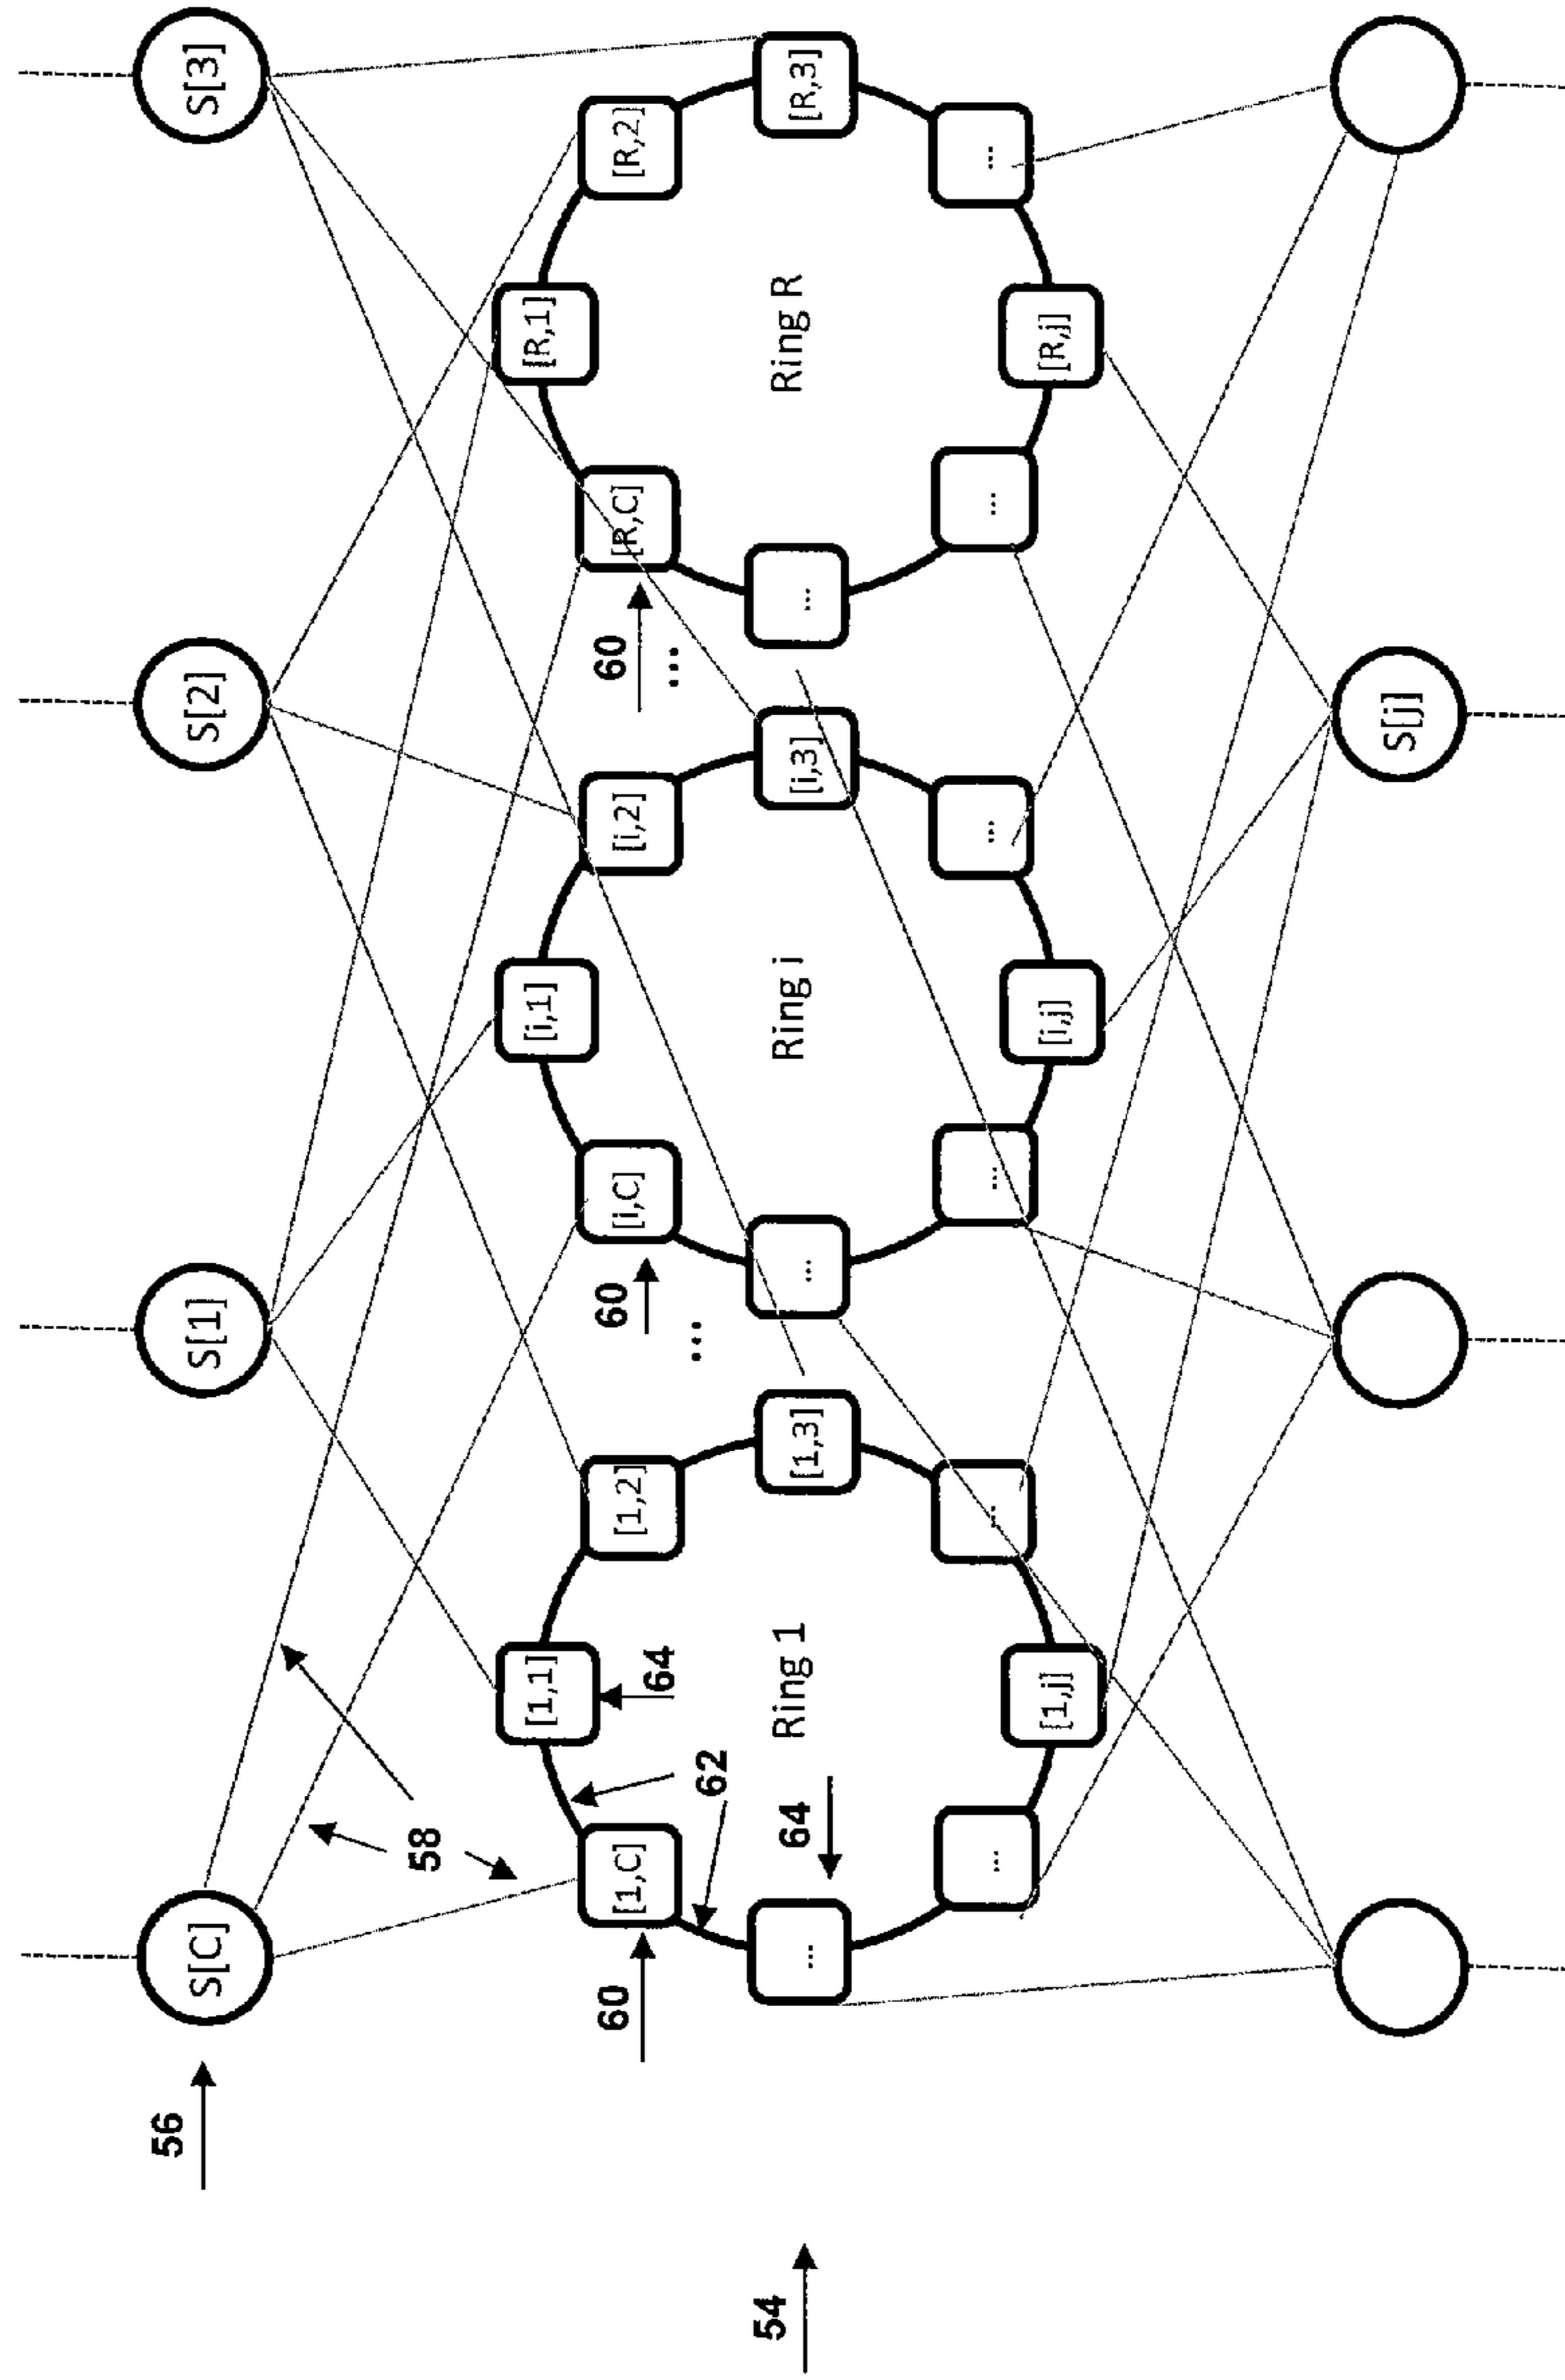 56
S[C] S[1] S[2] S[3]
58
[1,1] [i,1] [R,1]
60 60 60
[1,C] [1,2] [i,C] [i,2] [R,C] [R,2]
64
... ...
62
54
Ring 1 Ring i Ring R
64
... [1,3] ... [i,3] ... [R,3]
... ... ... ... ... ...
[1,j] [i,j] [R,j]
S[j]